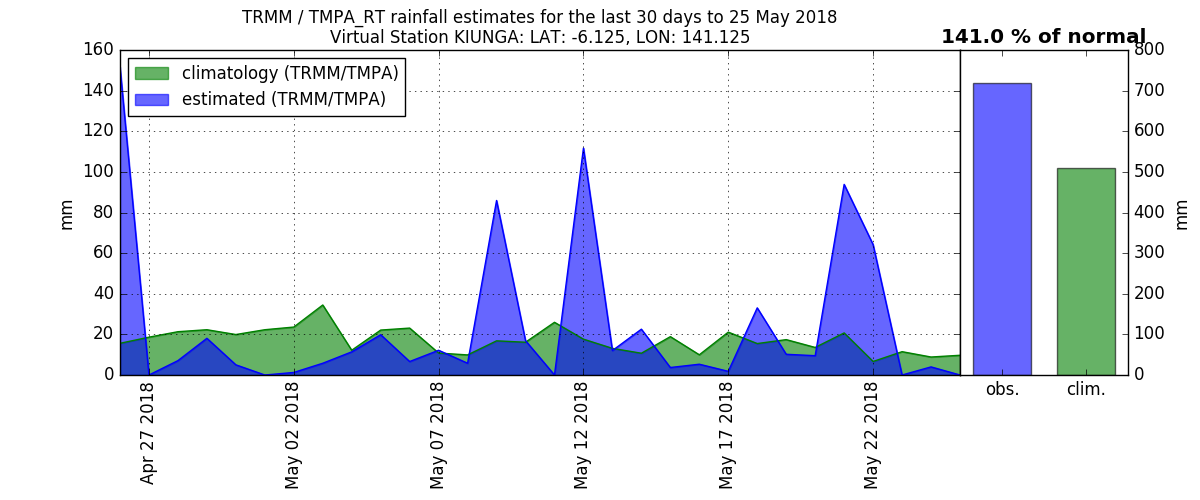 TRMM / TMPA_RT rainfall estimates for the last 30 days to 25 May 2018
Virtual Station KIUNGA: LAT: -6.125, LON: 141.125
141.0 % of normal
climatology (TRMM/TMPA)
estimated (TRMM/TMPA)
160
140
120
100
80
60
40
20
0
mm
Apr 27 2018
May 02 2018
May 07 2018
May 12 2018
May 17 2018
May 22 2018
obs.
clim.
800
700
600
500
400
300
200
100
0
mm